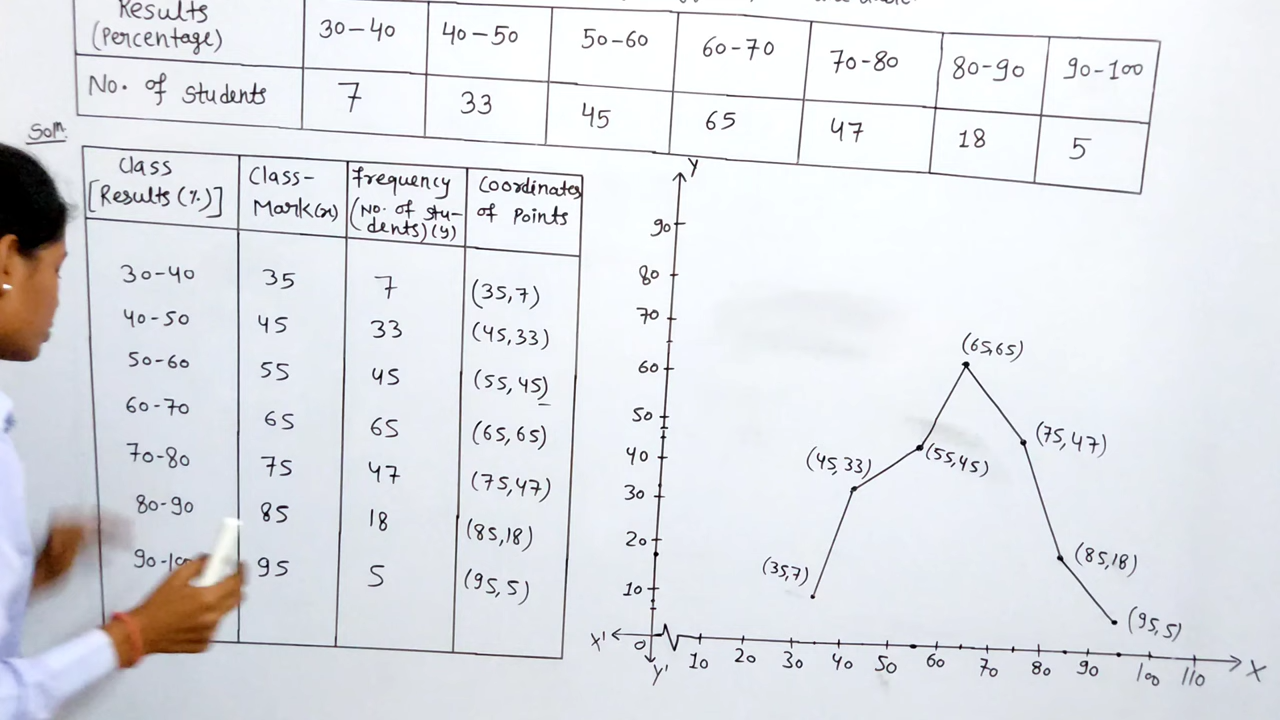 Results
(Percentage) 30-40 40-50 50-60 60-70 70-80 80-90 90-100
No. of students 7 33 45 65 47 18 5
Solⁿ.
Class
[Results (%)]
Class-
Mark(x)
frequency
(No. of stu-
dents)(y)
Coordinates
of Points
30-40 35 7 (35,7)
40-50 45 33 (45,33)
50-60 55 45 (55,45)
60-70 65 65 (65,65)
70-80 75 47 (75,47)
80-90 85 18 (85,18)
90-100 95 5 (95,5)
Y
90
80
70
60
50
40
30
20
10
(65,65)
(75,47)
(45,33)
(55,45)
(85,18)
(35,7)
(95,5)
X' 0 10 20 30 40 50 60 70 80 90 100 110 X
Y'